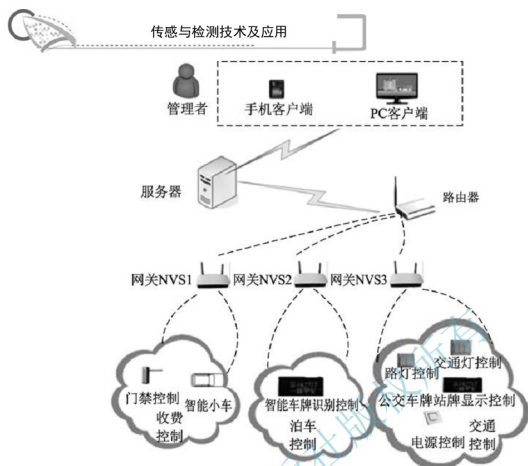 传感与检测技术及应用
管理者
手机客户端
PC客户端
服务器
路由器
网关NVS1
网关NVS2
网关NVS3
门禁控制
收费
控制
智能小车
智能车牌识别控制
泊车
控制
路灯控制
交通灯控制
公交车牌站牌显示控制
电源控制
交通
控制
社版权所有